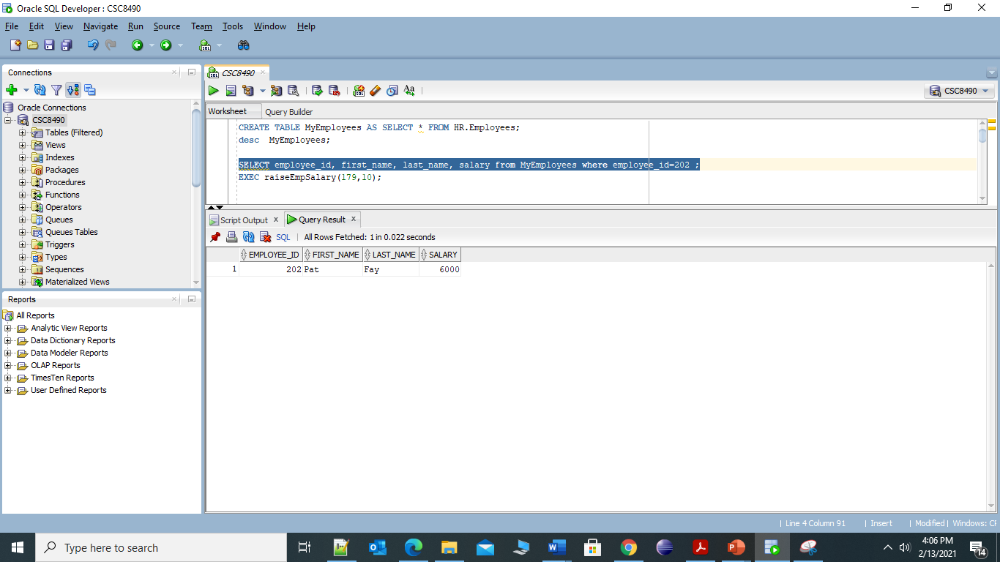 Oracle SQL Developer : CSC8490
File Edit View Navigate Run Source Team Tools Window Help
Connections
Oracle Connections
CSC8490
Tables (Filtered)
Views
Indexes
Packages
Procedures
Functions
Operators
Queues
Queues Tables
Triggers
Types
Sequences
Materialized Views
Reports
All Reports
Analytic View Reports
Data Dictionary Reports
Data Modeler Reports
OLAP Reports
TimesTen Reports
User Defined Reports
CSC8490
CSC8490
Worksheet Query Builder
CREATE TABLE MyEmployees AS SELECT * FROM HR.Employees;
desc MyEmployees;
SELECT employee_id, first_name, last_name, salary from MyEmployees where employee_id=202 ;
EXEC raiseEmpSalary(179,10);
Script Output x Query Result x
SQL | All Rows Fetched: 1 in 0.022 seconds
EMPLOYEE_ID FIRST_NAME LAST_NAME SALARY
1 202 Pat Fay 6000
| Line 4 Column 91 | Insert | Modified | Windows: CF
Type here to search
4:06 PM
2/13/2021
14